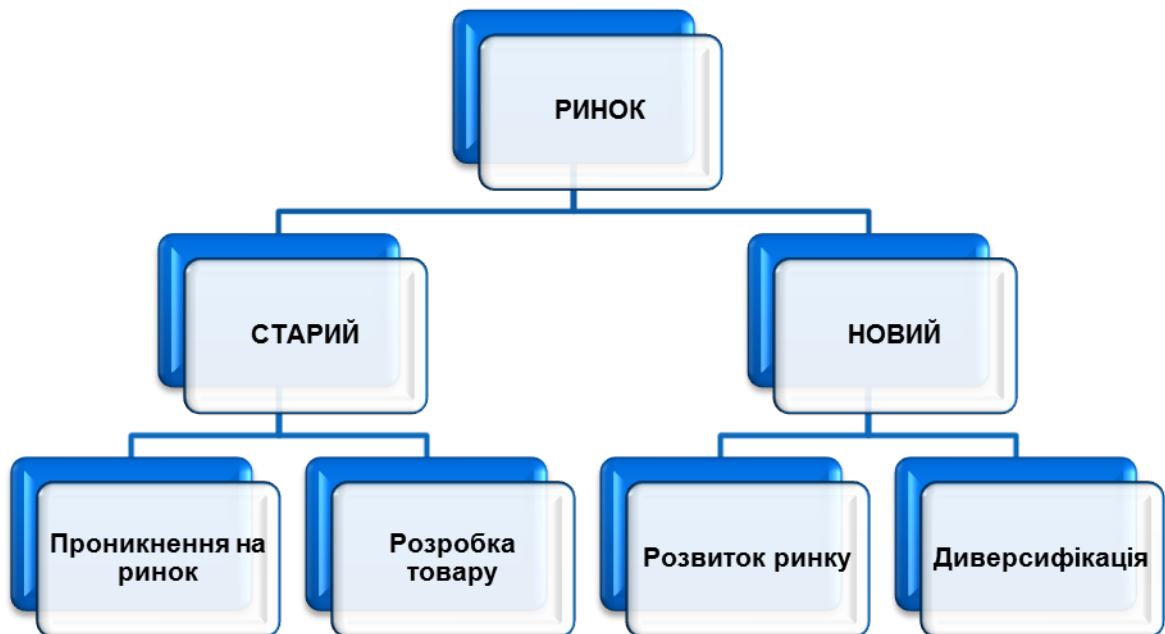 РИНОК
СТАРИЙ
НОВИЙ
Проникнення на
ринок
Розробка
товару
Розвиток ринку
Диверсифікація